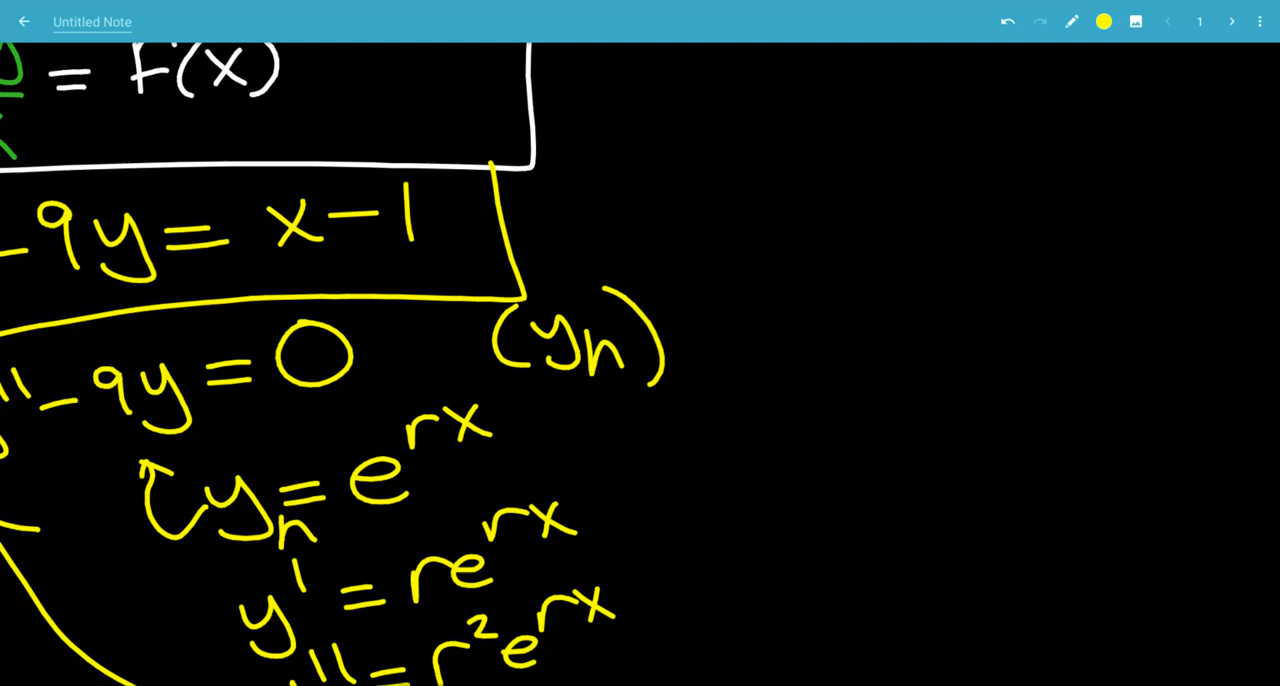 Untitled Note
1
= F(x)
- 9y = x - 1
(yh)
y'' - 9y = 0
yh = e^rx
y' = re^rx
'' = r²e^rx